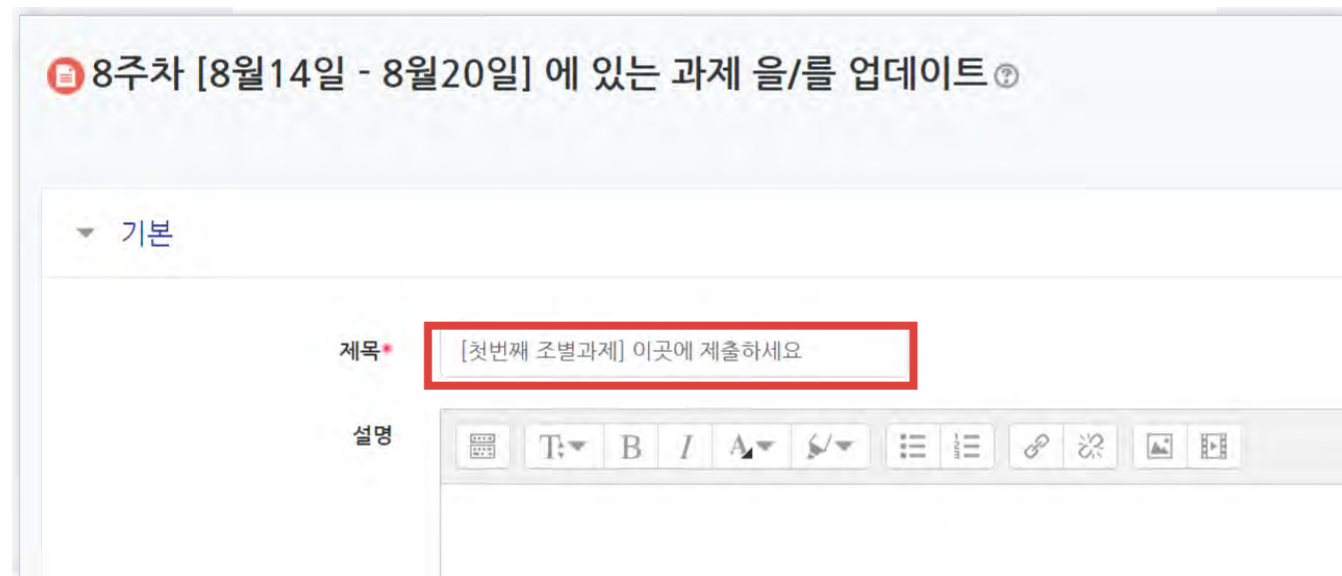 8주차 [8월14일 - 8월20일] 에 있는 과제 을/를 업데이트
기본
제목*
[첫번째 조별과제] 이곳에 제출하세요
설명